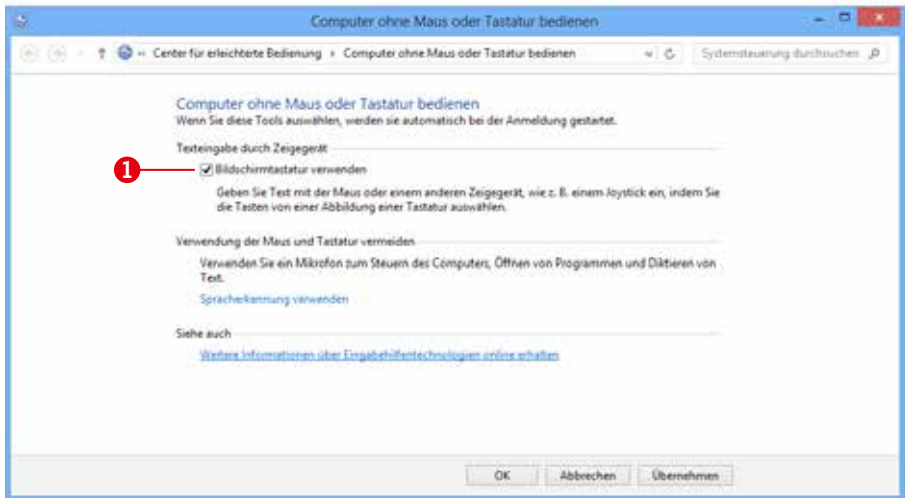 Computer ohne Maus oder Tastatur bedienen
« Center für erleichterte Bedienung › Computer ohne Maus oder Tastatur bedienen
Systemsteuerung durchsuchen
Computer ohne Maus oder Tastatur bedienen
Wenn Sie diese Tools auswählen, werden sie automatisch bei der Anmeldung gestartet.
Texteingabe durch Zeigegerät
1
Bildschirmtastatur verwenden
Geben Sie Text mit der Maus oder einem anderen Zeigegerät, wie z. B. einem Joystick ein, indem Sie
die Tasten von einer Abbildung einer Tastatur auswählen.
Verwendung der Maus und Tastatur vermeiden
Verwenden Sie ein Mikrofon zum Steuern des Computers, Öffnen von Programmen und Diktieren von
Text.
Spracherkennung verwenden
Siehe auch
Weitere Informationen über Eingabehilfentechnologien online erhalten
OK
Abbrechen
Übernehmen